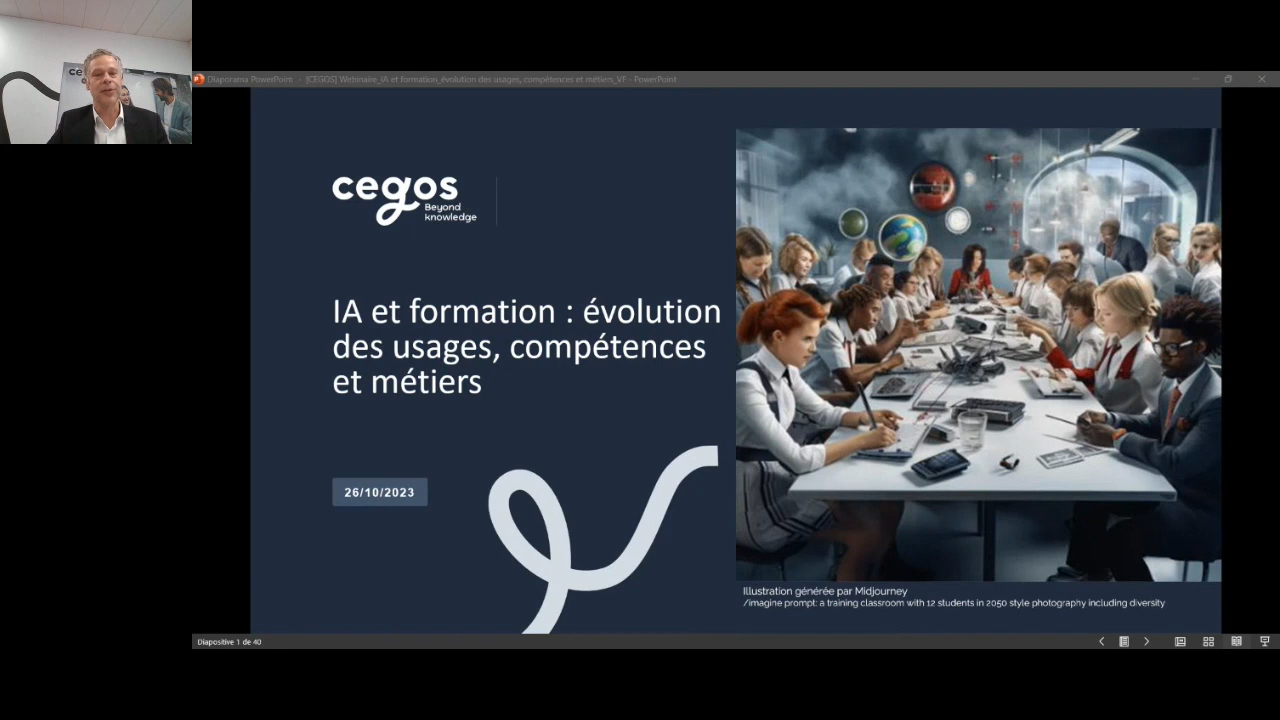 ce
Diaporama PowerPoint - [CEGOS] Webinaire_IA et formation_évolution des usages, compétences et métiers_VF - PowerPoint
cegos
Beyond
knowledge
IA et formation : évolution
des usages, compétences
et métiers
26/10/2023
Illustration générée par Midjourney
/imagine prompt: a training classroom with 12 students in 2050 style photography including diversity
Diapositive 1 de 40